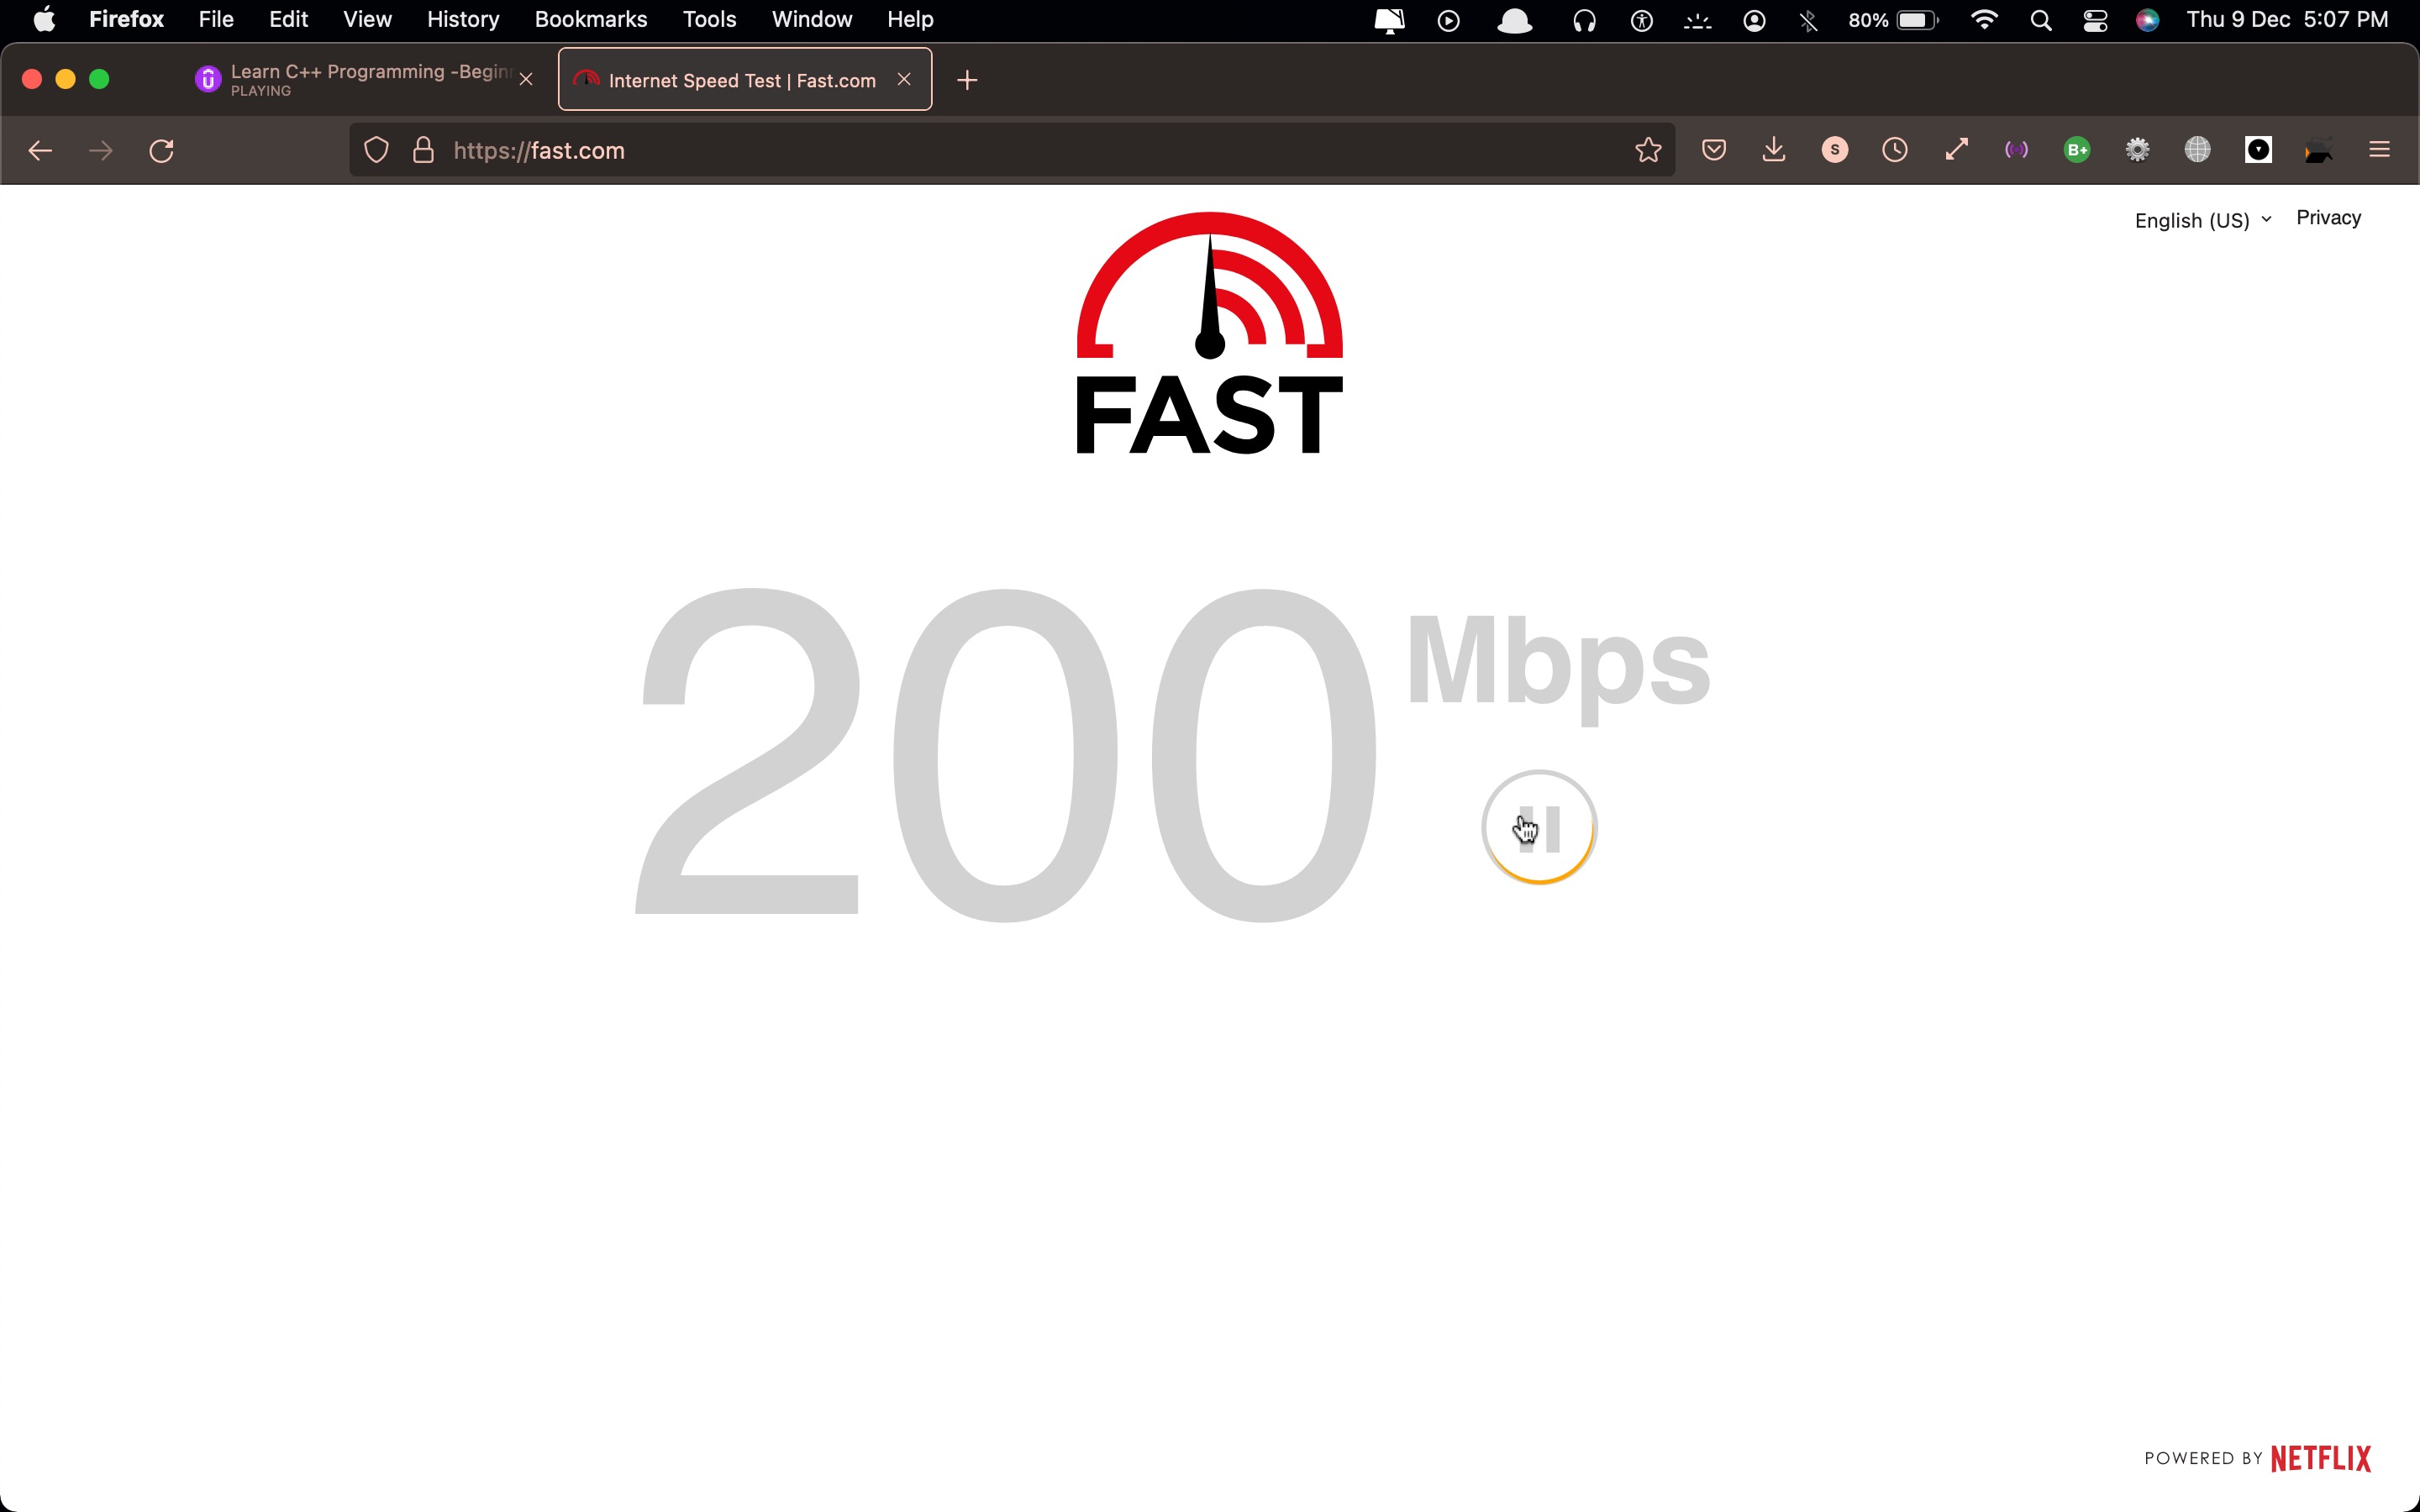 Firefox File Edit View History Bookmarks Tools Window Help 80% Thu 9 Dec 5:07 PM
Learn C++ Programming -Begin
PLAYING
Internet Speed Test | Fast.com
https://fast.com
S
B+
English (US) Privacy
FAST
200 Mbps
POWERED BY NETFLIX